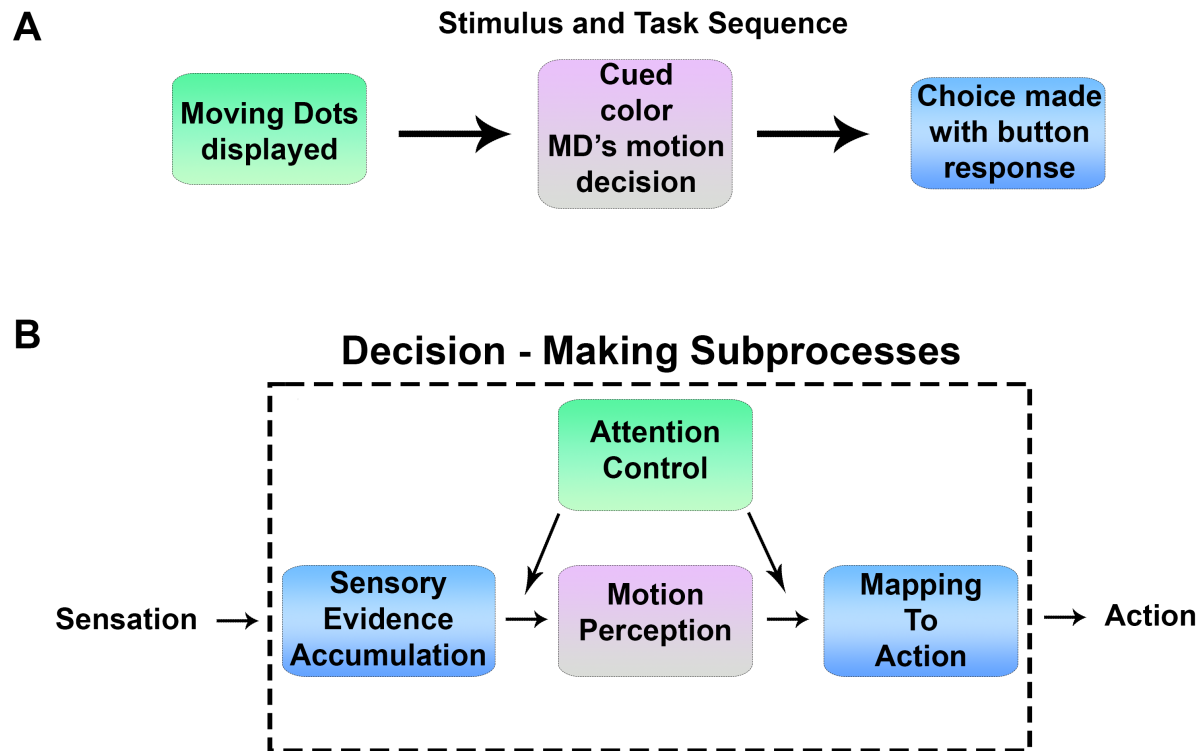 A
Stimulus and Task Sequence
Moving Dots
displayed
Cued
color
MD's motion
decision
Choice made
with button
response
B
Decision - Making Subprocesses
Attention
Control
Sensation
Sensory
Evidence
Accumulation
Motion
Perception
Mapping
To
Action
Action